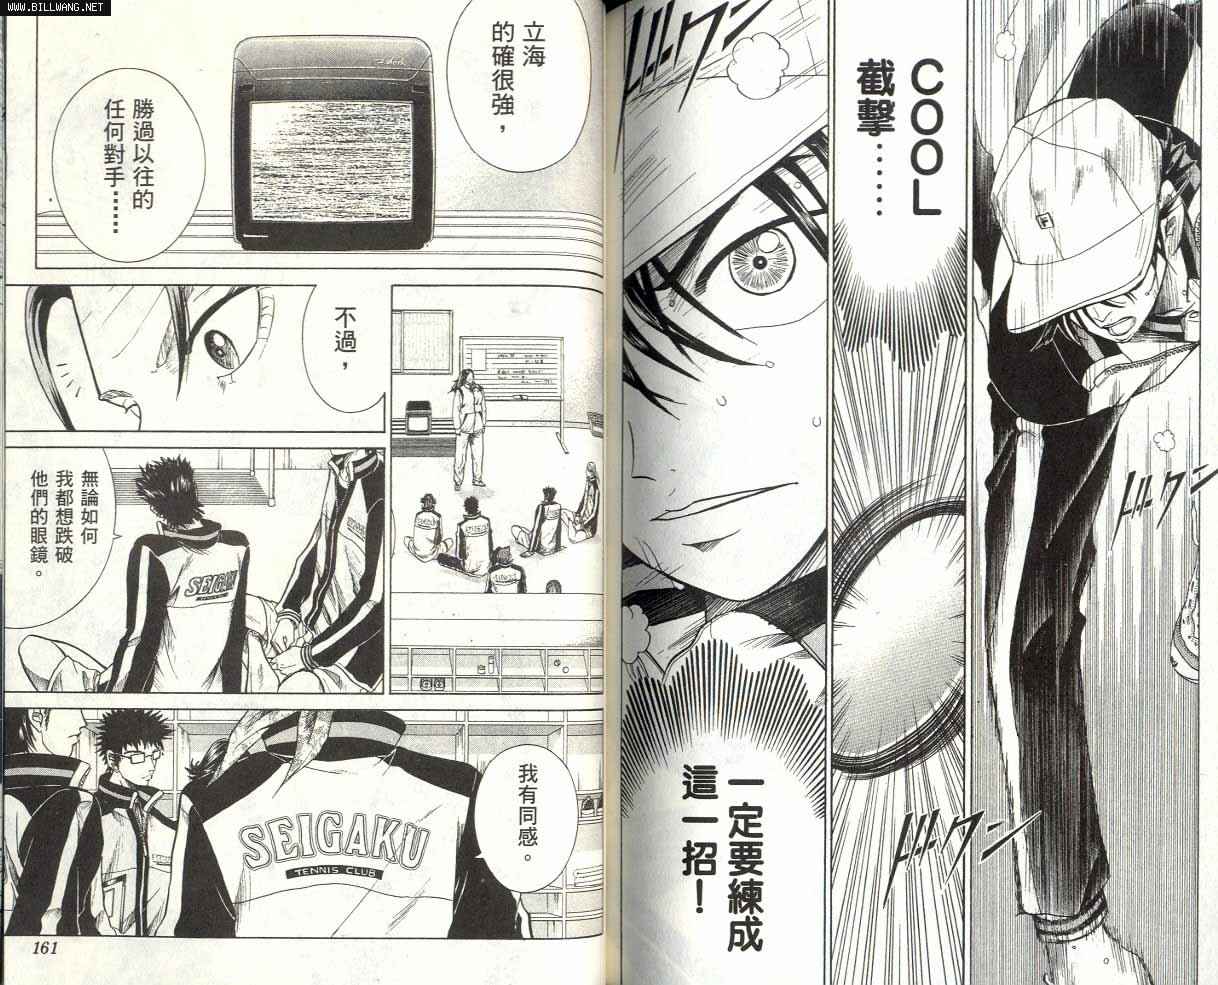 WWW.BILLWANG.NET
COOL
截擊……
ドックン
ドックン
ドックン
一定要練成
這一招！
立海
的確很強，
勝過以往的
任何對手……
不過，
無論如何
我都想跌破
他們的眼鏡。
SEIGAKU
我有同感。
SEIGAKU
TENNIS CLUB
161